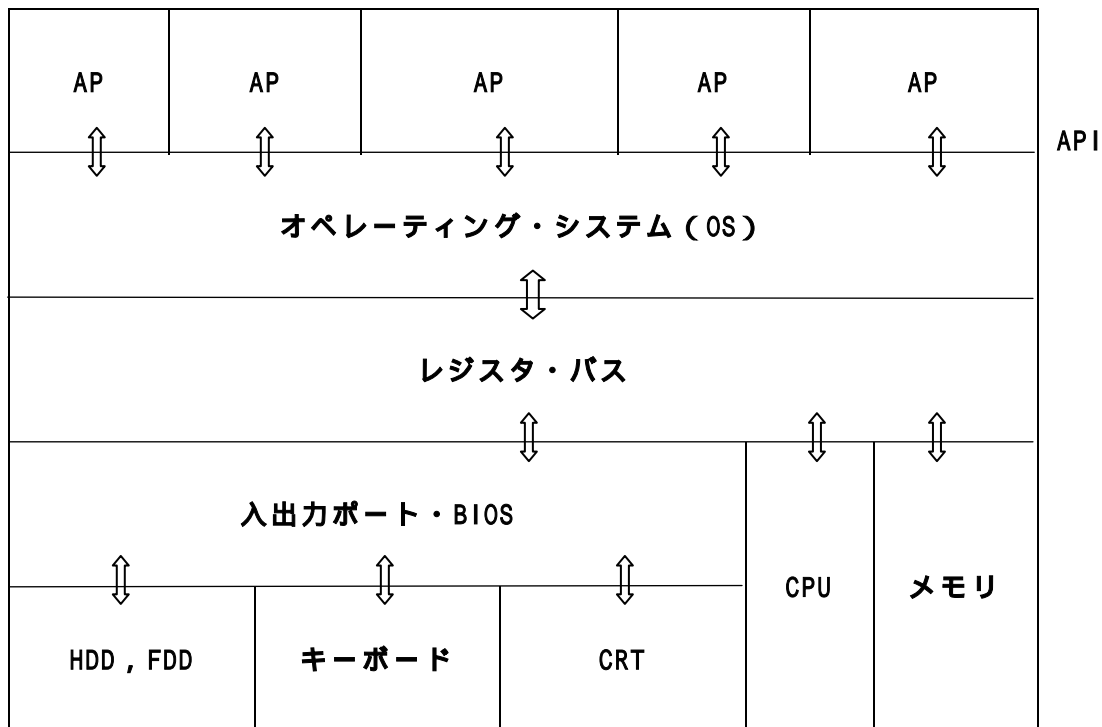 AP
AP
AP
AP
AP
API
オペレーティング・システム(OS)
レジスタ・バス
入出力ポート・BIOS
CPU
メモリ
HDD,FDD
キーボード
CRT